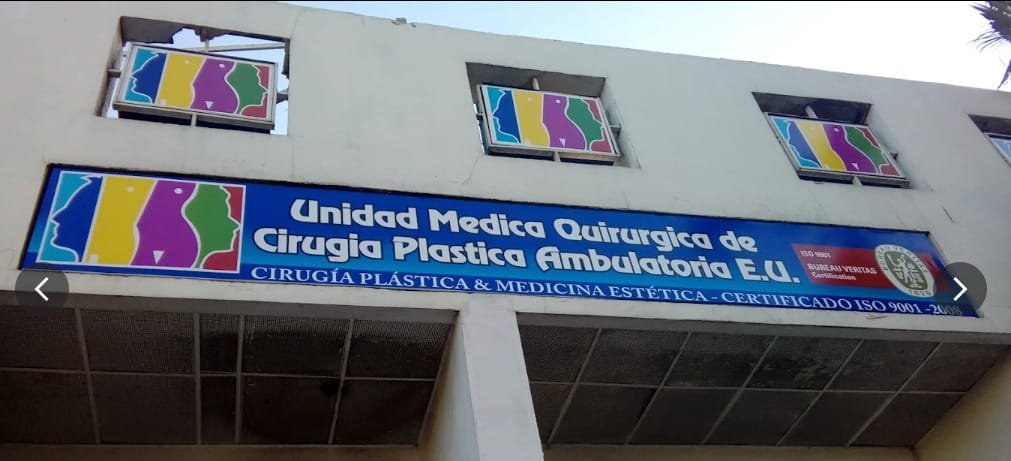 Unidad Medica Quirurgica de
Cirugia Plastica Ambulatoria E.U.
CIRUGÍA PLÁSTICA & MEDICINA ESTÉTICA - CERTIFICADO ISO 9001 -2008
ISO 9001
BUREAU VERITAS
Certification
1828